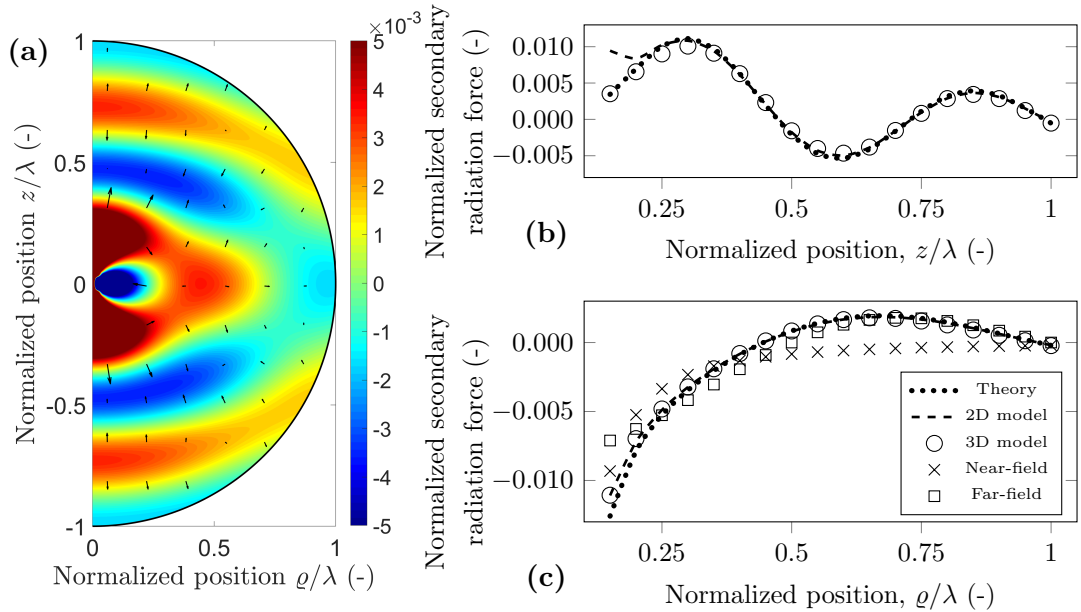 (a)
×10⁻³
Normalized position z/λ (-)
1
0.5
0
-0.5
-1
0
0.5
1
Normalized position ϱ/λ (-)
5
4
3
2
1
0
-1
-2
-3
-4
-5
Normalized secondary
radiation force (-)
0.010
0.005
0.000
−0.005
0.25
0.5
0.75
1
(b)
Normalized position, z/λ (-)
Normalized secondary
radiation force (-)
0.000
−0.005
−0.010
Theory
2D model
3D model
Near-field
Far-field
0.25
0.5
0.75
1
(c)
Normalized position, ϱ/λ (-)